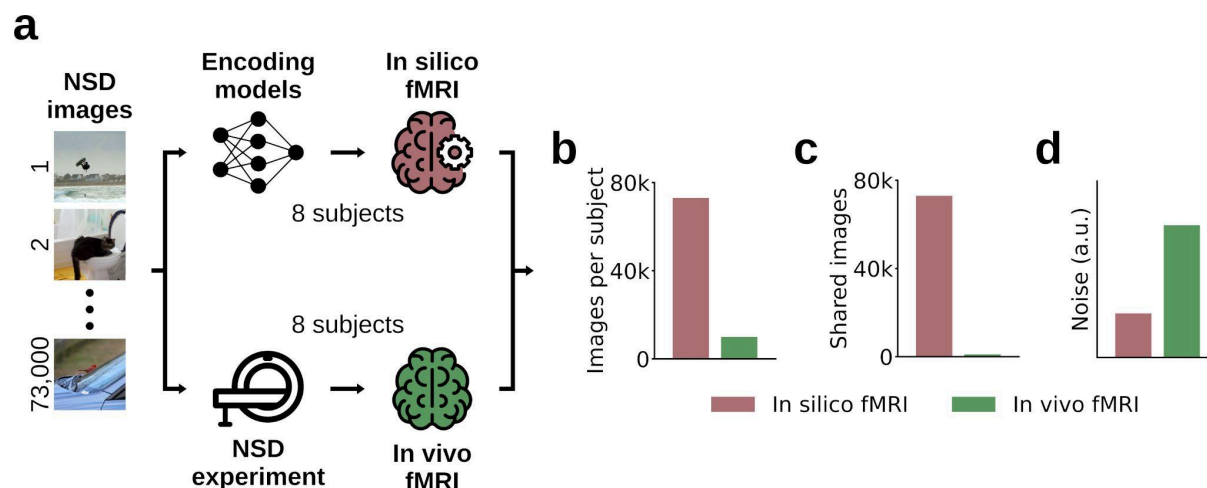 a
NSD
images
1
2
73,000
Encoding
models
In silico
fMRI
8 subjects
8 subjects
NSD
experiment
In vivo
fMRI
b
Images per subject
80k
40k
0
c
Shared images
80k
40k
0
d
Noise (a.u.)
In silico fMRI
In vivo fMRI